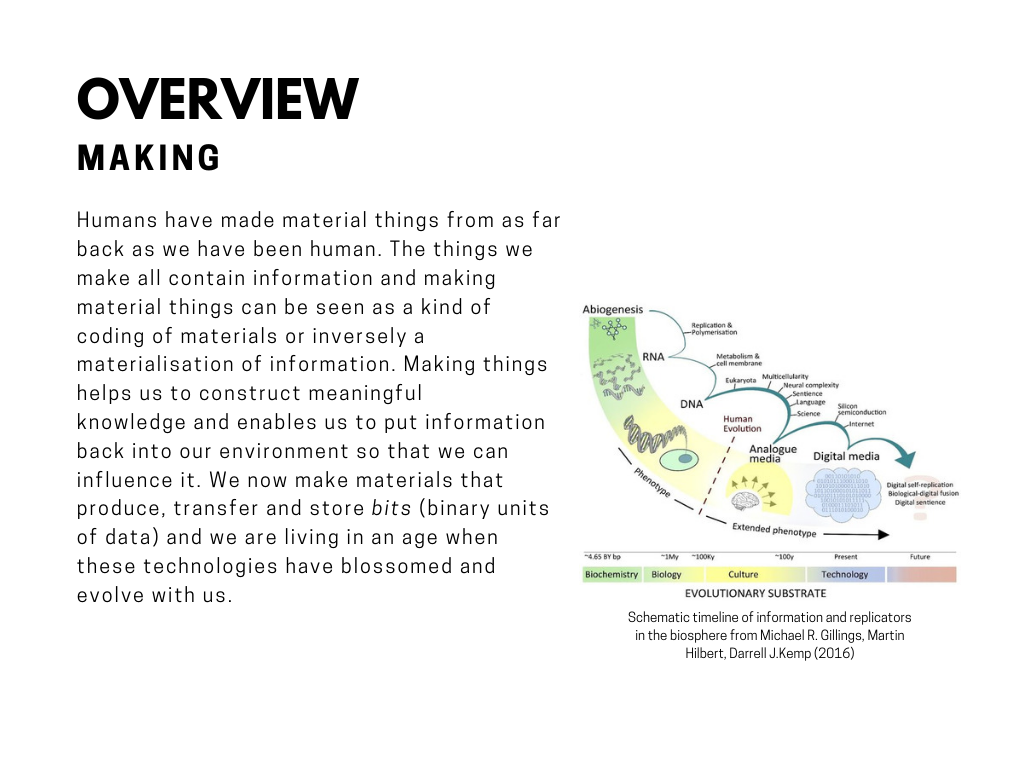 OVERVIEW
MAKING
Humans have made material things from as far
back as we have been human. The things we
make all contain information and making
material things can be seen as a kind of
coding of materials or inversely a
materialisation of information. Making things
helps us to construct meaningful
knowledge and enables us to put information
back into our environment so that we can
influence it. We now make materials that
produce, transfer and store bits (binary units
of data) and we are living in an age when
these technologies have blossomed and
evolve with us.
Abiogenesis
Replication &
Polymerisation
RNA
Metabolism &
cell membrane
Eukaryota
Multicellularity
Neural complexity
Sentience
Language
Science
DNA
Silicon
semiconduction
Internet
Human
Evolution
Analogue
media
Digital media
Digital self-replication
Biological-digital fusion
Digital sentience
phenotype
Extended phenotype
~4.65 BY bp
~1My
~100Ky
~100y
Present
Future
Biochemistry
Biology
Culture
Technology
EVOLUTIONARY SUBSTRATE
Schematic timeline of information and replicators
in the biosphere from Michael R. Gillings, Martin
Hilbert, Darrell J.Kemp (2016)